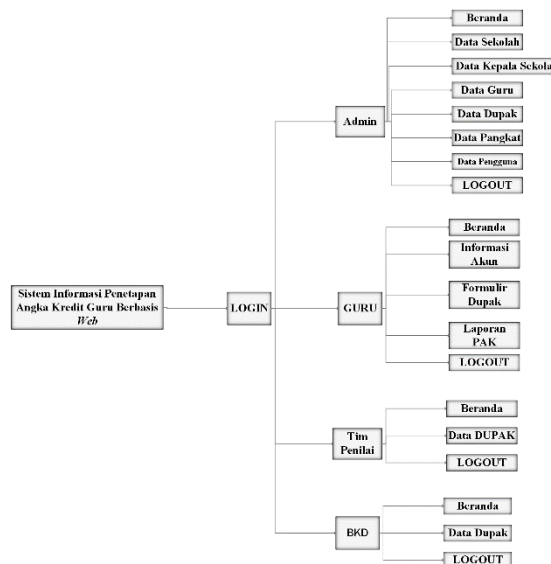 Sistem Informasi Penetapan
Angka Kredit Guru Berbasis
Web
LOGIN
Admin
Beranda
Data Sekolah
Data Kepala Sekola
Data Guru
Data Dupak
Data Pangkat
Data Pengguna
LOGOUT
GURU
Beranda
Informasi
Akun
Formulir
Dupak
Laporan
PAK
LOGOUT
Tim
Penilai
Beranda
Data DUPAK
LOGOUT
BKD
Beranda
Data Dupak
LOGOUT